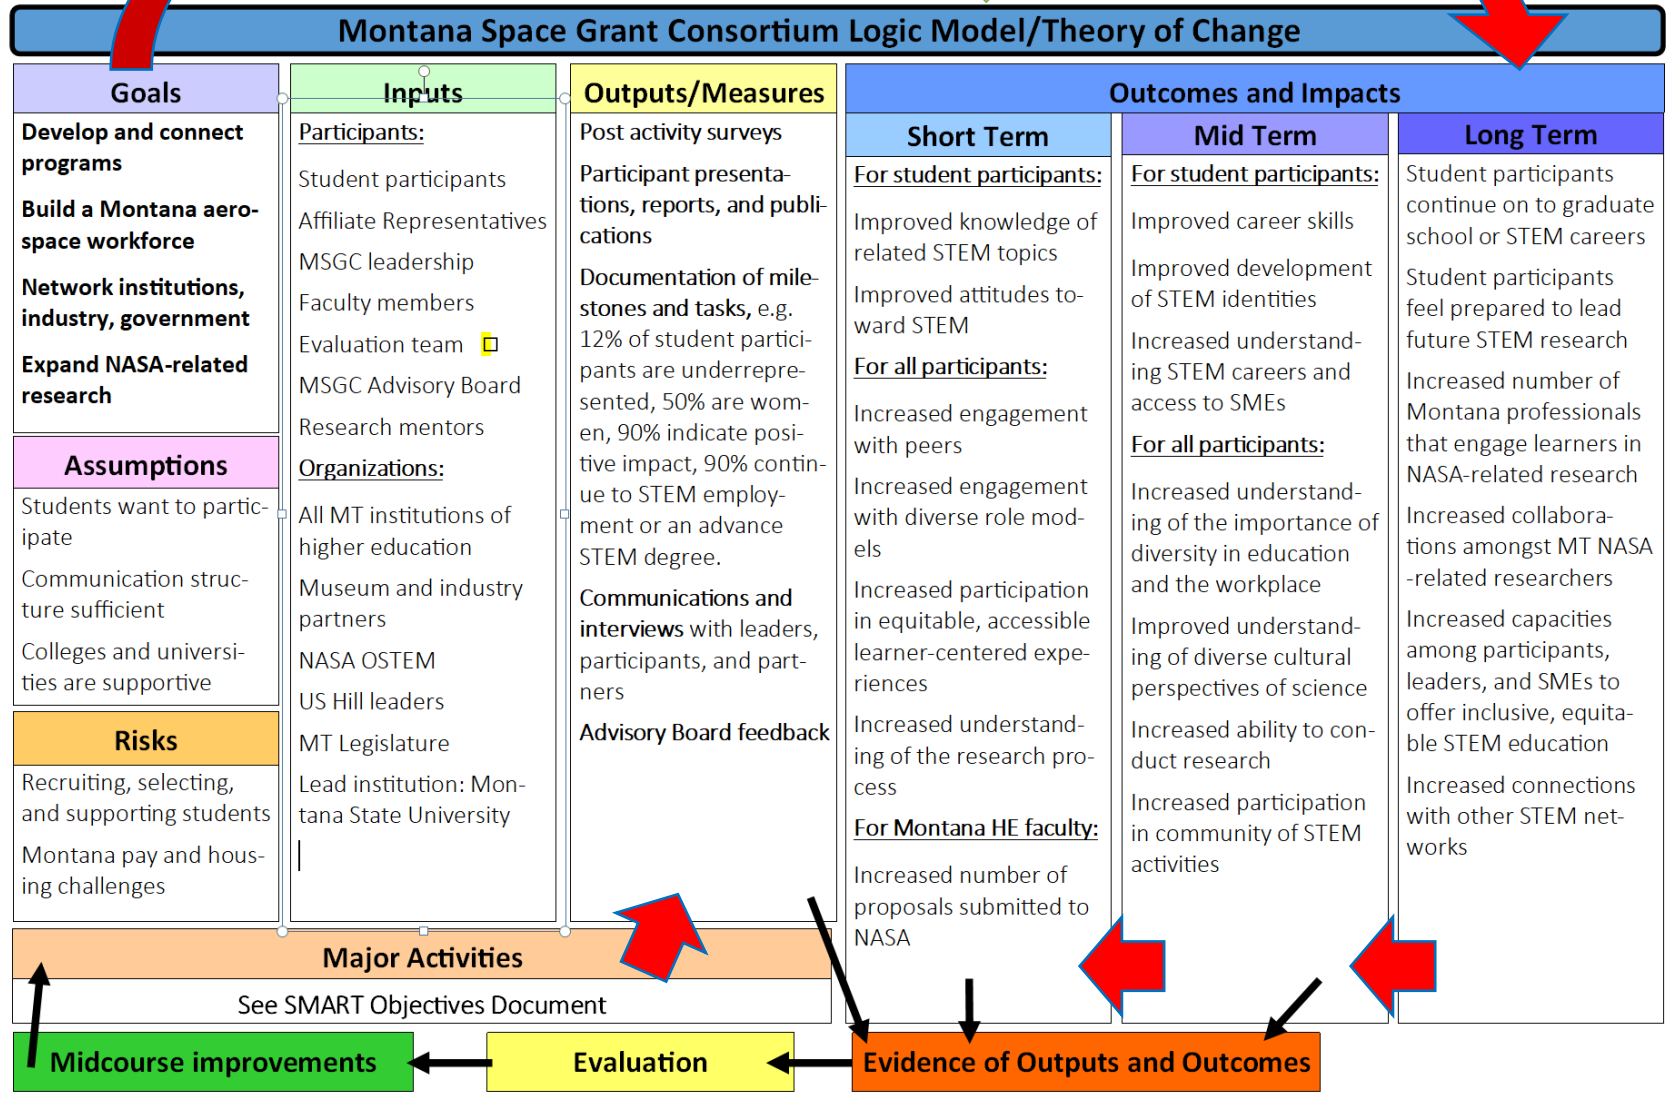 Montana Space Grant Consortium Logic Model/Theory of Change
Goals
Develop and connect
programs
Build a Montana aero-
space workforce
Network institutions,
industry, government
Expand NASA-related
research
Assumptions
Students want to partic-
ipate
Communication struc-
ture sufficient
Colleges and universi-
ties are supportive
Risks
Recruiting, selecting,
and supporting students
Montana pay and hous-
ing challenges
Inputs
Participants:
Student participants
Affiliate Representatives
MSGC leadership
Faculty members
Evaluation team
MSGC Advisory Board
Research mentors
Organizations:
All MT institutions of
higher education
Museum and industry
partners
NASA OSTEM
US Hill leaders
MT Legislature
Lead institution: Mon-
tana State University
Outputs/Measures
Post activity surveys
Participant presenta-
tions, reports, and publi-
cations
Documentation of mile-
stones and tasks, e.g.
12% of student partici-
pants are underrepre-
sented, 50% are wom-
en, 90% indicate posi-
tive impact, 90% contin-
ue to STEM employ-
ment or an advance
STEM degree.
Communications and
interviews with leaders,
participants, and part-
ners
Advisory Board feedback
Outcomes and Impacts
Short Term
For student participants:
Improved knowledge of
related STEM topics
Improved attitudes to-
ward STEM
For all participants:
Increased engagement
with peers
Increased engagement
with diverse role mod-
els
Increased participation
in equitable, accessible
learner-centered expe-
riences
Increased understand-
ing of the research pro-
cess
For Montana HE faculty:
Increased number of
proposals submitted to
NASA
Mid Term
For student participants:
Improved career skills
Improved development
of STEM identities
Increased understand-
ing STEM careers and
access to SMEs
For all participants:
Increased understand-
ing of the importance of
diversity in education
and the workplace
Improved understand-
ing of diverse cultural
perspectives of science
Increased ability to con-
duct research
Increased participation
in community of STEM
activities
Long Term
Student participants
continue on to graduate
school or STEM careers
Student participants
feel prepared to lead
future STEM research
Increased number of
Montana professionals
that engage learners in
NASA-related research
Increased collabora-
tions amongst MT NASA
-related researchers
Increased capacities
among participants,
leaders, and SMEs to
offer inclusive, equita-
ble STEM education
Increased connections
with other STEM net-
works
Major Activities
See SMART Objectives Document
Midcourse improvements
Evaluation
Evidence of Outputs and Outcomes